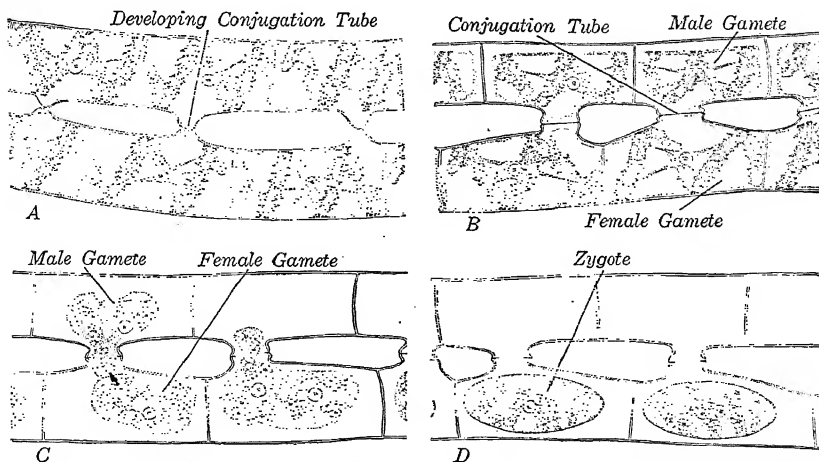 Developing Conjugation Tube
A
Conjugation Tube
Male Gamete
Female Gamete
B
Male Gamete
Female Gamete
C
Zygote
D